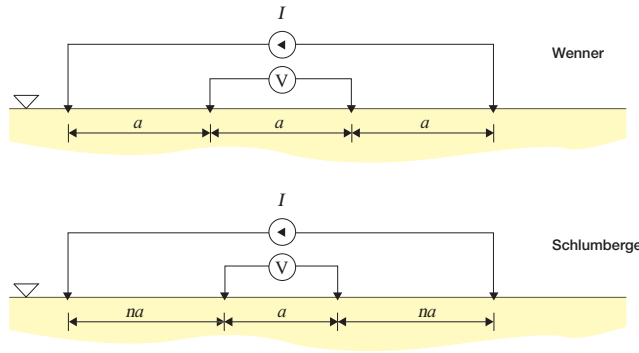 I
Wenner
V
a a a
I
Schlumberge
V
na a na